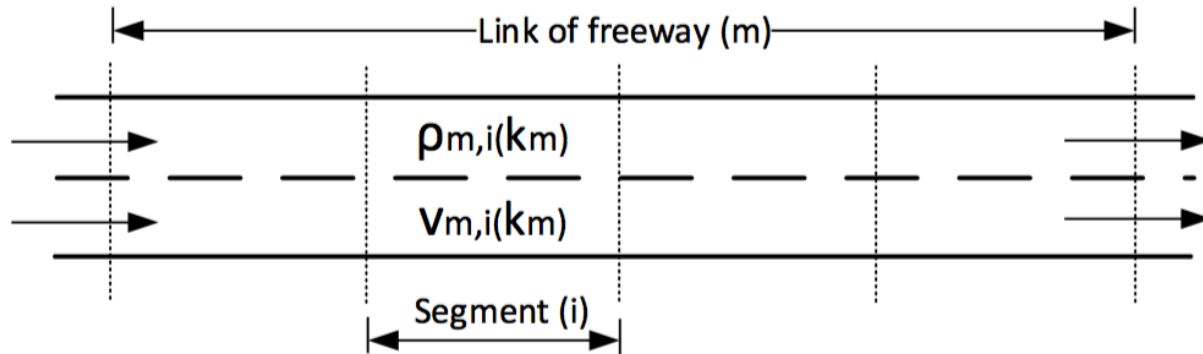 Link of freeway (m)
ρm,i(km)
vm,i(km)
Segment (i)